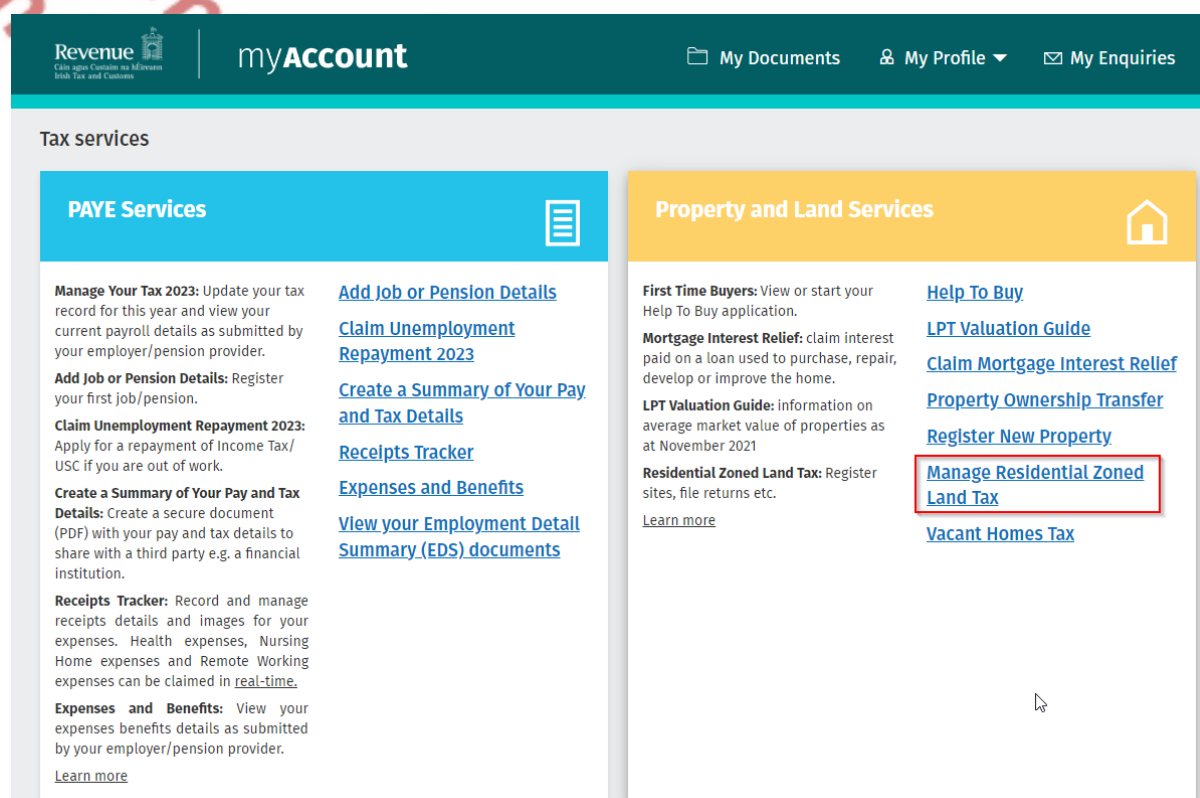 Revenue
Cáin agus Custaim na hÉireann
Irish Tax and Customs
myAccount
My Documents
My Profile
My Enquiries
Tax services
PAYE Services
Manage Your Tax 2023: Update your tax
record for this year and view your
current payroll details as submitted by
your employer/pension provider.
Add Job or Pension Details: Register
your first job/pension.
Claim Unemployment Repayment 2023:
Apply for a repayment of Income Tax/
USC if you are out of work.
Create a Summary of Your Pay and Tax
Details: Create a secure document
(PDF) with your pay and tax details to
share with a third party e.g. a financial
institution.
Receipts Tracker: Record and manage
receipts details and images for your
expenses. Health expenses, Nursing
Home expenses and Remote Working
expenses can be claimed in real-time.
Expenses and Benefits: View your
expenses benefits details as submitted
by your employer/pension provider.
Learn more
Add Job or Pension Details
Claim Unemployment
Repayment 2023
Create a Summary of Your Pay
and Tax Details
Receipts Tracker
Expenses and Benefits
View your Employment Detail
Summary (EDS) documents
Property and Land Services
First Time Buyers: View or start your
Help To Buy application.
Mortgage Interest Relief: claim interest
paid on a loan used to purchase, repair,
develop or improve the home.
LPT Valuation Guide: information on
average market value of properties as
at November 2021
Residential Zoned Land Tax: Register
sites, file returns etc.
Learn more
Help To Buy
LPT Valuation Guide
Claim Mortgage Interest Relief
Property Ownership Transfer
Register New Property
Manage Residential Zoned
Land Tax
Vacant Homes Tax